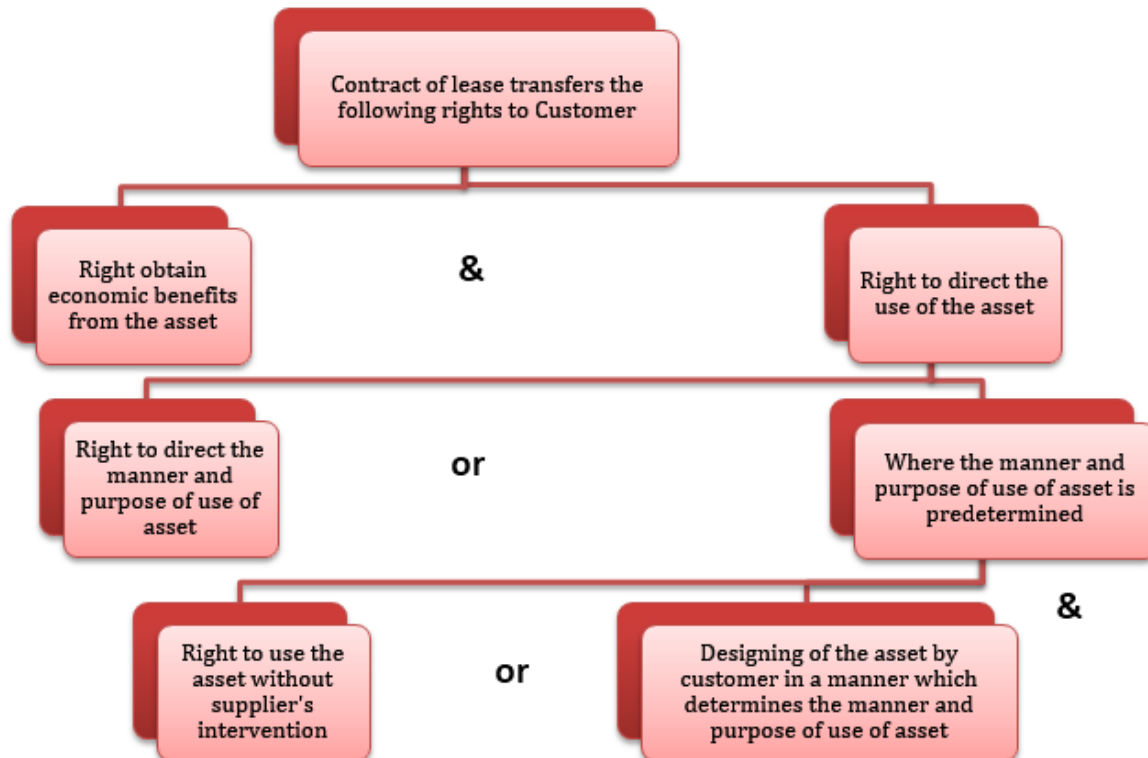 Contract of lease transfers the
following rights to Customer
Right obtain
economic benefits
from the asset
&
Right to direct the
use of the asset
Right to direct the
manner and
purpose of use of
asset
or
Where the manner and
purpose of use of asset is
predetermined
&
Right to use the
asset without
supplier's
intervention
or
Designing of the asset by
customer in a manner which
determines the manner and
purpose of use of asset